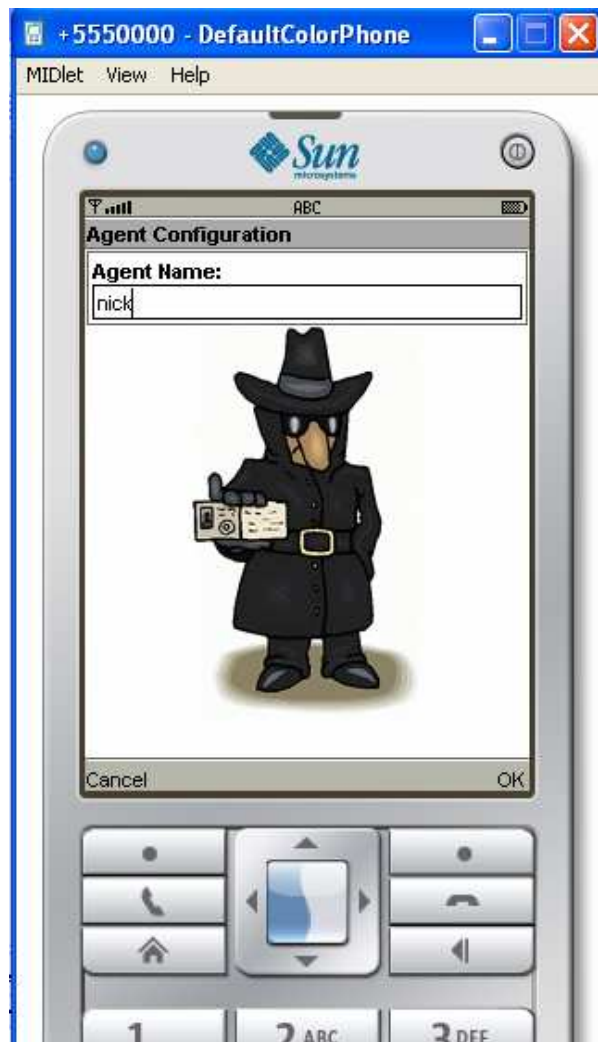 +5550000 - DefaultColorPhone
MIDlet View Help
Sun
microsystems
ABC
Agent Configuration
Agent Name:
nick
Cancel OK
1 2 ABC 3 DEF